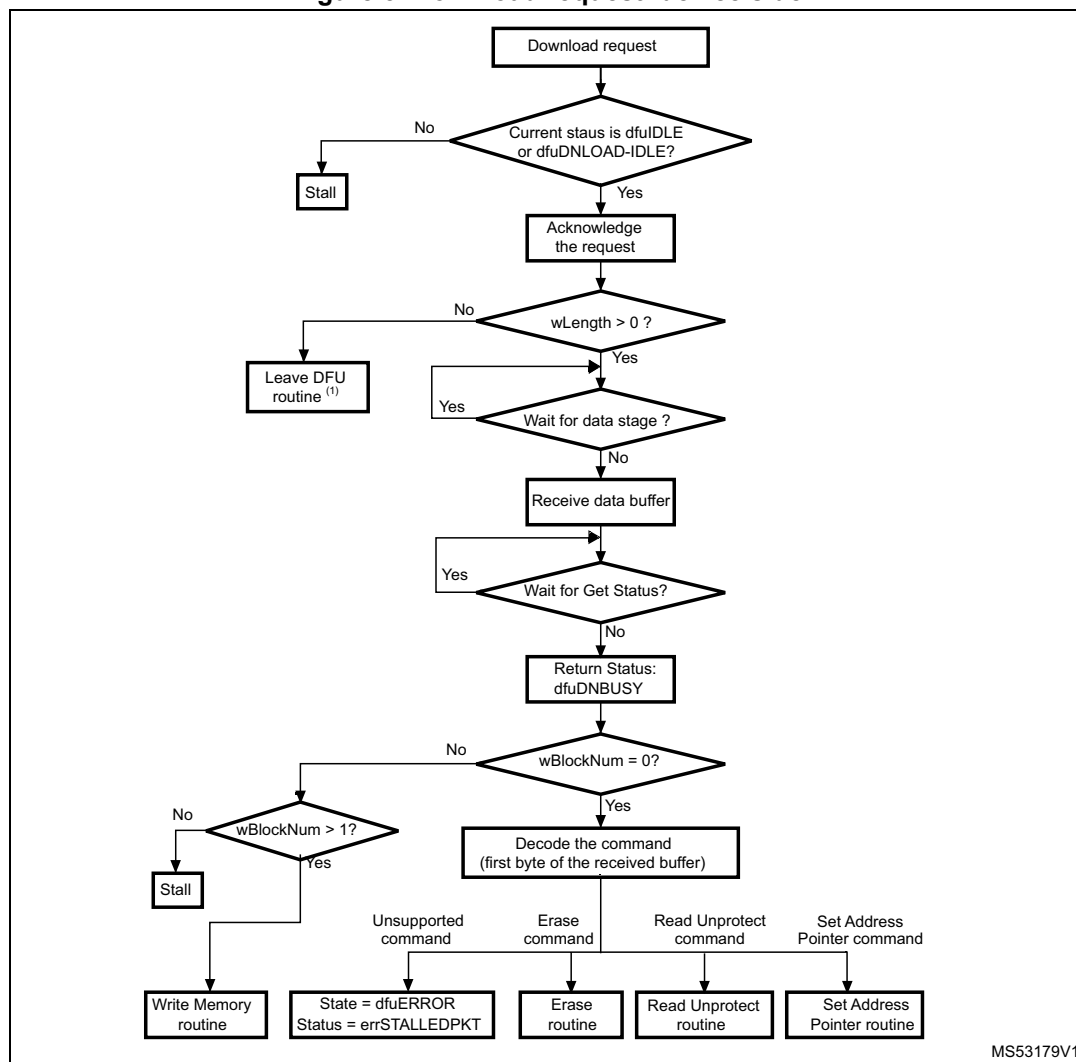 Download request
No
Current staus is dfuIDLE
or dfuDNLOAD-IDLE?
Stall
Yes
Acknowledge
the request
No
wLength > 0 ?
Yes
Leave DFU
routine (1)
Yes
Wait for data stage ?
No
Receive data buffer
Yes
Wait for Get Status?
No
Return Status:
dfuDNBUSY
No
wBlockNum = 0?
Yes
No
wBlockNum > 1?
Yes
Stall
Decode the command
(first byte of the received buffer)
Unsupported
command
Erase
command
Read Unprotect
command
Set Address
Pointer command
Write Memory
routine
State = dfuERROR
Status = errSTALLEDPKT
Erase
routine
Read Unprotect
routine
Set Address
Pointer routine
MS53179V1